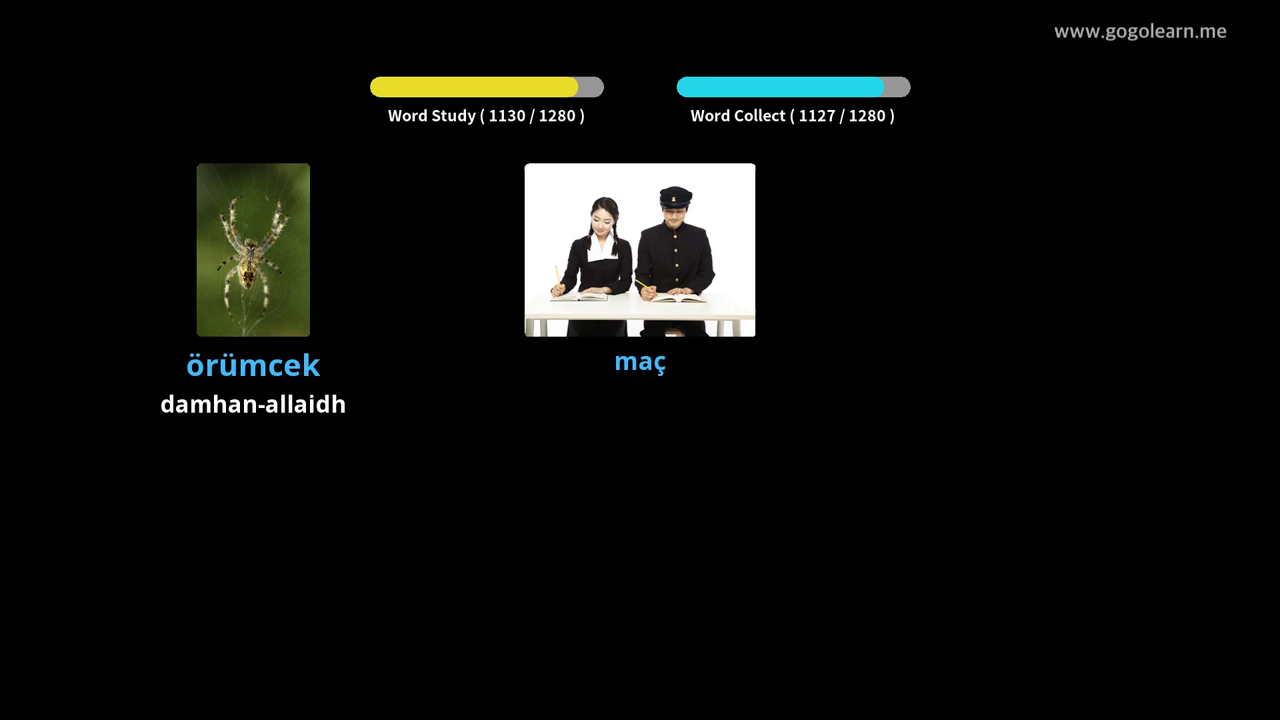 www.gogolearn.me
Word Study ( 1130 / 1280 )
Word Collect ( 1127 / 1280 )
örümcek
damhan-allaidh
maç